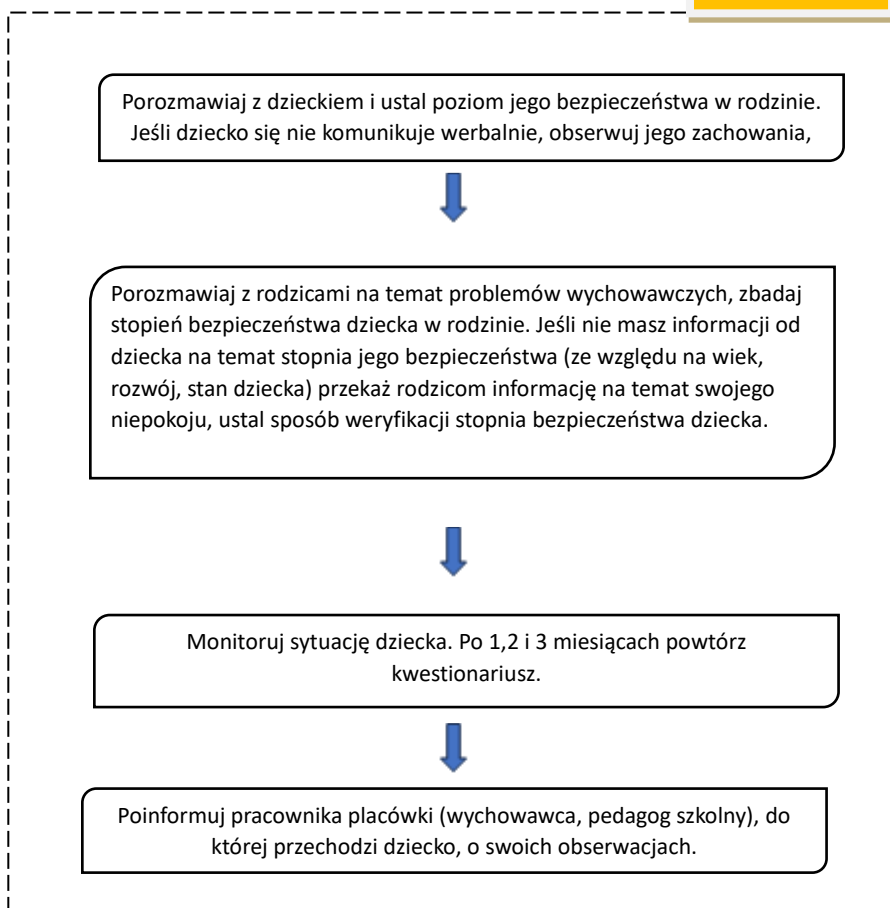 Porozmawiaj z dzieckiem i ustal poziom jego bezpieczeństwa w rodzinie.
Jeśli dziecko się nie komunikuje werbalnie, obserwuj jego zachowania,
Porozmawiaj z rodzicami na temat problemów wychowawczych, zbadaj
stopień bezpieczeństwa dziecka w rodzinie. Jeśli nie masz informacji od
dziecka na temat stopnia jego bezpieczeństwa (ze względu na wiek,
rozwój, stan dziecka) przekaż rodzicom informację na temat swojego
niepokoju, ustal sposób weryfikacji stopnia bezpieczeństwa dziecka.
Monitoruj sytuację dziecka. Po 1,2 i 3 miesiącach powtórz
kwestionariusz.
Poinformuj pracownika placówki (wychowawca, pedagog szkolny), do
której przechodzi dziecko, o swoich obserwacjach.